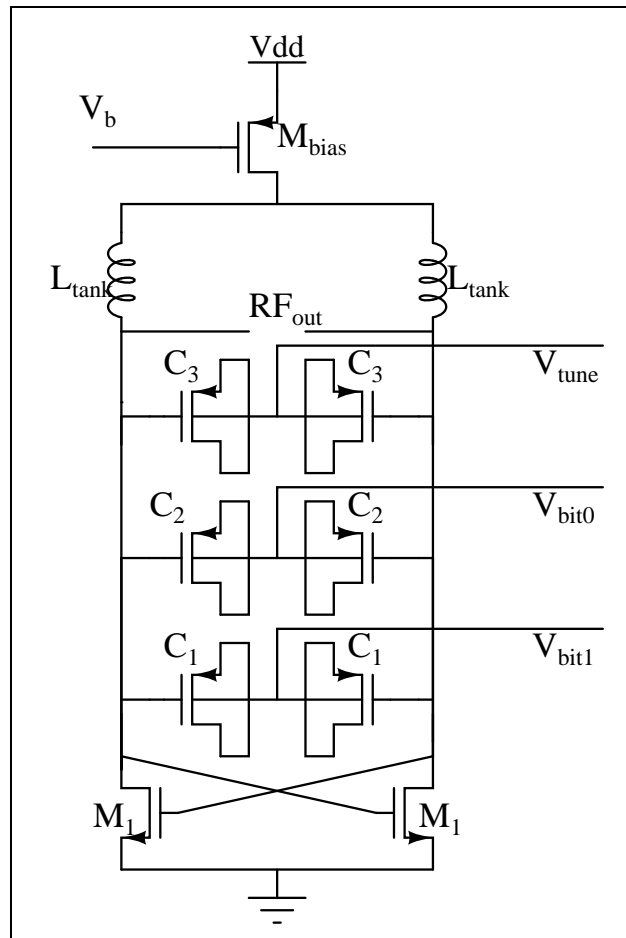 Vdd
V_b
M_bias
L_tank
L_tank
RF_out
C_3
C_3
V_tune
C_2
C_2
V_bit0
C_1
C_1
V_bit1
M_1
M_1